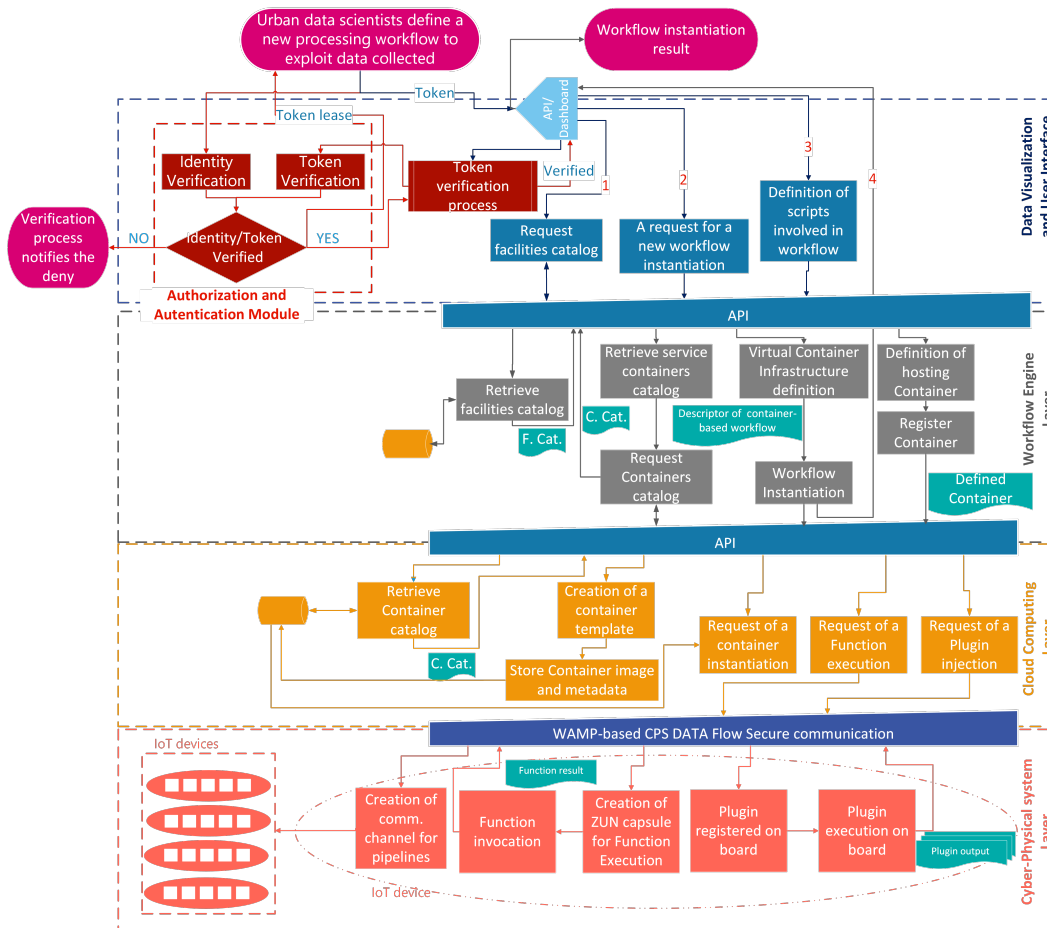 Urban data scientists define a
new processing workflow to
exploit data collected
Workflow instantiation
result
Token
Token lease
API/
Dashboard
Identity
Verification
Token
Verification
Token
verification
process
Verified
1
2
3
4
Verification
process
notifies the
deny
NO
Identity/Token
Verified
YES
Authorization and
Autentication Module
Request
facilities catalog
A request for a
new workflow
instantiation
Definition of
scripts
involved in
workflow
Data Visualization
and User Interface
API
Retrieve
facilities catalog
F. Cat.
C. Cat.
Retrieve service
containers
catalog
Request
Containers
catalog
Virtual Container
Infrastructure
definition
Descriptor of container-
based workflow
Workflow
Instantiation
Definition of
hosting
Container
Register
Container
Defined
Container
Workflow Engine
Layer
API
Retrieve
Container
catalog
C. Cat.
Creation of a
container
template
Store Container image
and metadata
Request of a
container
instantiation
Request of a
Function
execution
Request of a
Plugin
injection
Cloud Computing
Layer
WAMP-based CPS DATA Flow Secure communication
IoT devices
Function result
Creation of
comm.
channel for
pipelines
Function
invocation
Creation of
ZUN capsule
for Function
Execution
Plugin
registered on
board
Plugin
execution on
board
Plugin output
IoT device
Cyber-Physical system
Layer